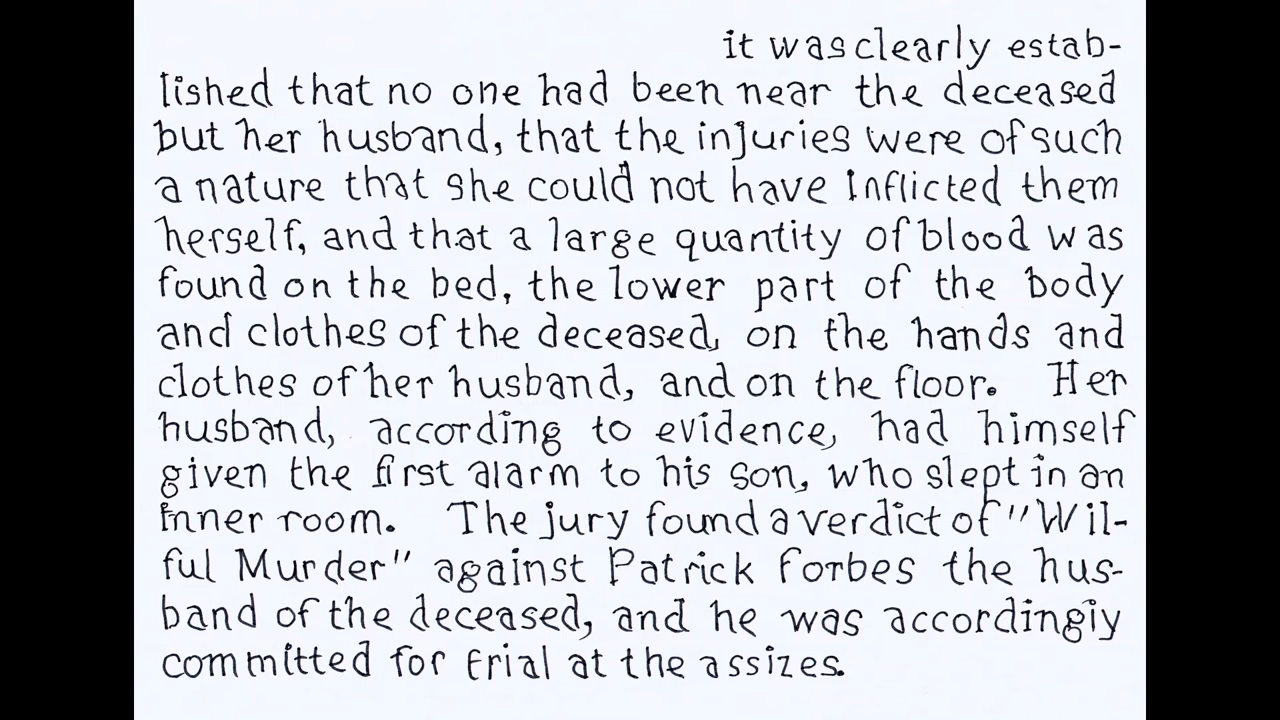 it was clearly estab-
lished that no one had been near the deceased
but her husband, that the injuries were of such
a nature that she could not have inflicted them
herself, and that a large quantity of blood was
found on the bed, the lower part of the body
and clothes of the deceased, on the hands and
clothes of her husband, and on the floor. Her
husband, according to evidence, had himself
given the first alarm to his son, who slept in an
inner room. The jury found a verdict of "Wil-
ful Murder" against Patrick Forbes the hus-
band of the deceased, and he was accordingly
committed for trial at the assizes.